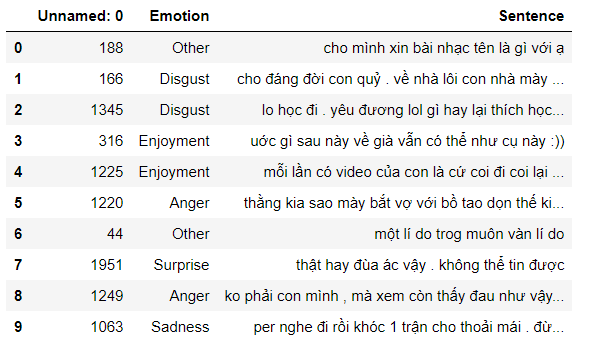 Unnamed: 0 Emotion Sentence
0 188 Other cho mình xin bài nhạc tên là gì với ạ
1 166 Disgust cho đáng đời con quỷ . về nhà lôi con nhà mày ...
2 1345 Disgust lo học đi . yêu đương lol gì hay lại thích học...
3 316 Enjoyment uớc gì sau này về già vẫn có thể như cụ này :))
4 1225 Enjoyment mỗi lần có video của con là cứ coi đi coi lại ...
5 1220 Anger thằng kia sao mày bắt vợ với bồ tao dọn thế ki...
6 44 Other một lí do trog muôn vàn lí do
7 1951 Surprise thật hay đùa ác vậy . không thể tin được
8 1249 Anger ko phải con mình , mà xem còn thấy đau như vậy...
9 1063 Sadness per nghe đi rồi khóc 1 trận cho thoải mái . đừ...